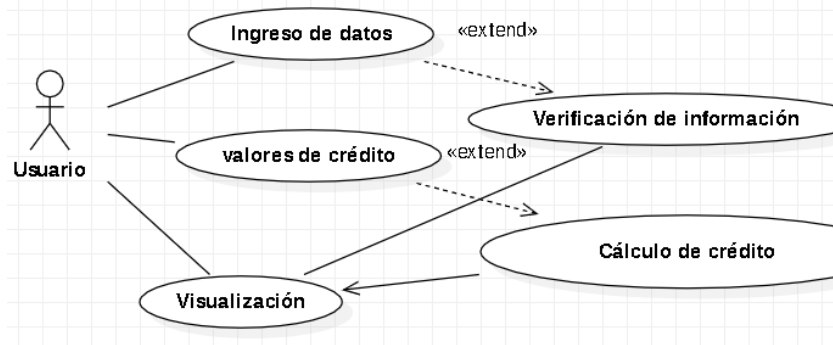 Ingreso de datos
«extend»
Verificación de información
Usuario
valores de crédito
«extend»
Cálculo de crédito
Visualización